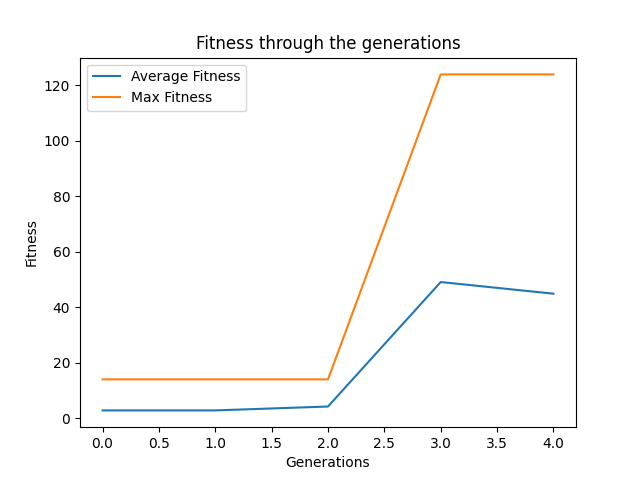 Fitness through the generations
Average Fitness
Max Fitness
120
100
80
60
40
20
0
Fitness
0.0 0.5 1.0 1.5 2.0 2.5 3.0 3.5 4.0
Generations